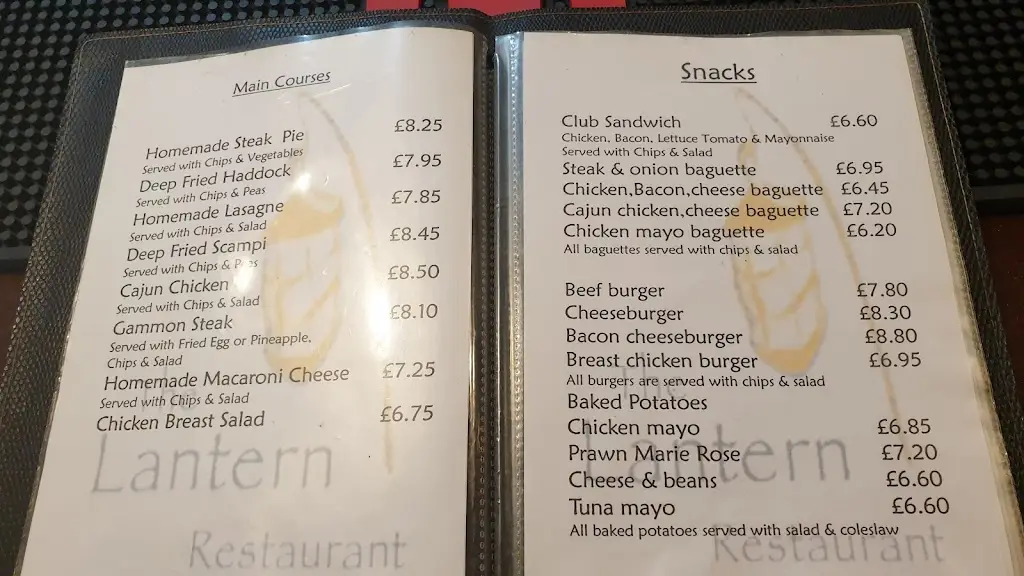 Main Courses
Homemade Steak Pie £8.25
Served with Chips & Vegetables
Deep Fried Haddock £7.95
Served with Chips & Peas
Homemade Lasagne £7.85
Served with Chips & Salad
Deep Fried Scampi £8.45
Served with Chips & Peas
Cajun Chicken £8.50
Served with Chips & Salad
Gammon Steak £8.10
Served with Fried Egg or Pineapple,
Chips & Salad
Homemade Macaroni Cheese £7.25
Served with Chips & Salad
Chicken Breast Salad £6.75
The
Lantern
Restaurant
Snacks
Club Sandwich £6.60
Chicken, Bacon, Lettuce Tomato & Mayonnaise
Served with Chips & Salad
Steak & onion baguette £6.95
Chicken,Bacon,cheese baguette £6.45
Cajun chicken,cheese baguette £7.20
Chicken mayo baguette £6.20
All baguettes served with chips & salad
Beef burger £7.80
Cheeseburger £8.30
Bacon cheeseburger £8.80
Breast chicken burger £6.95
All burgers are served with chips & salad
Baked Potatoes
Chicken mayo £6.85
Prawn Marie Rose £7.20
Cheese & beans £6.60
Tuna mayo £6.60
All baked potatoes served with salad & coleslaw
The
Lantern
Restaurant